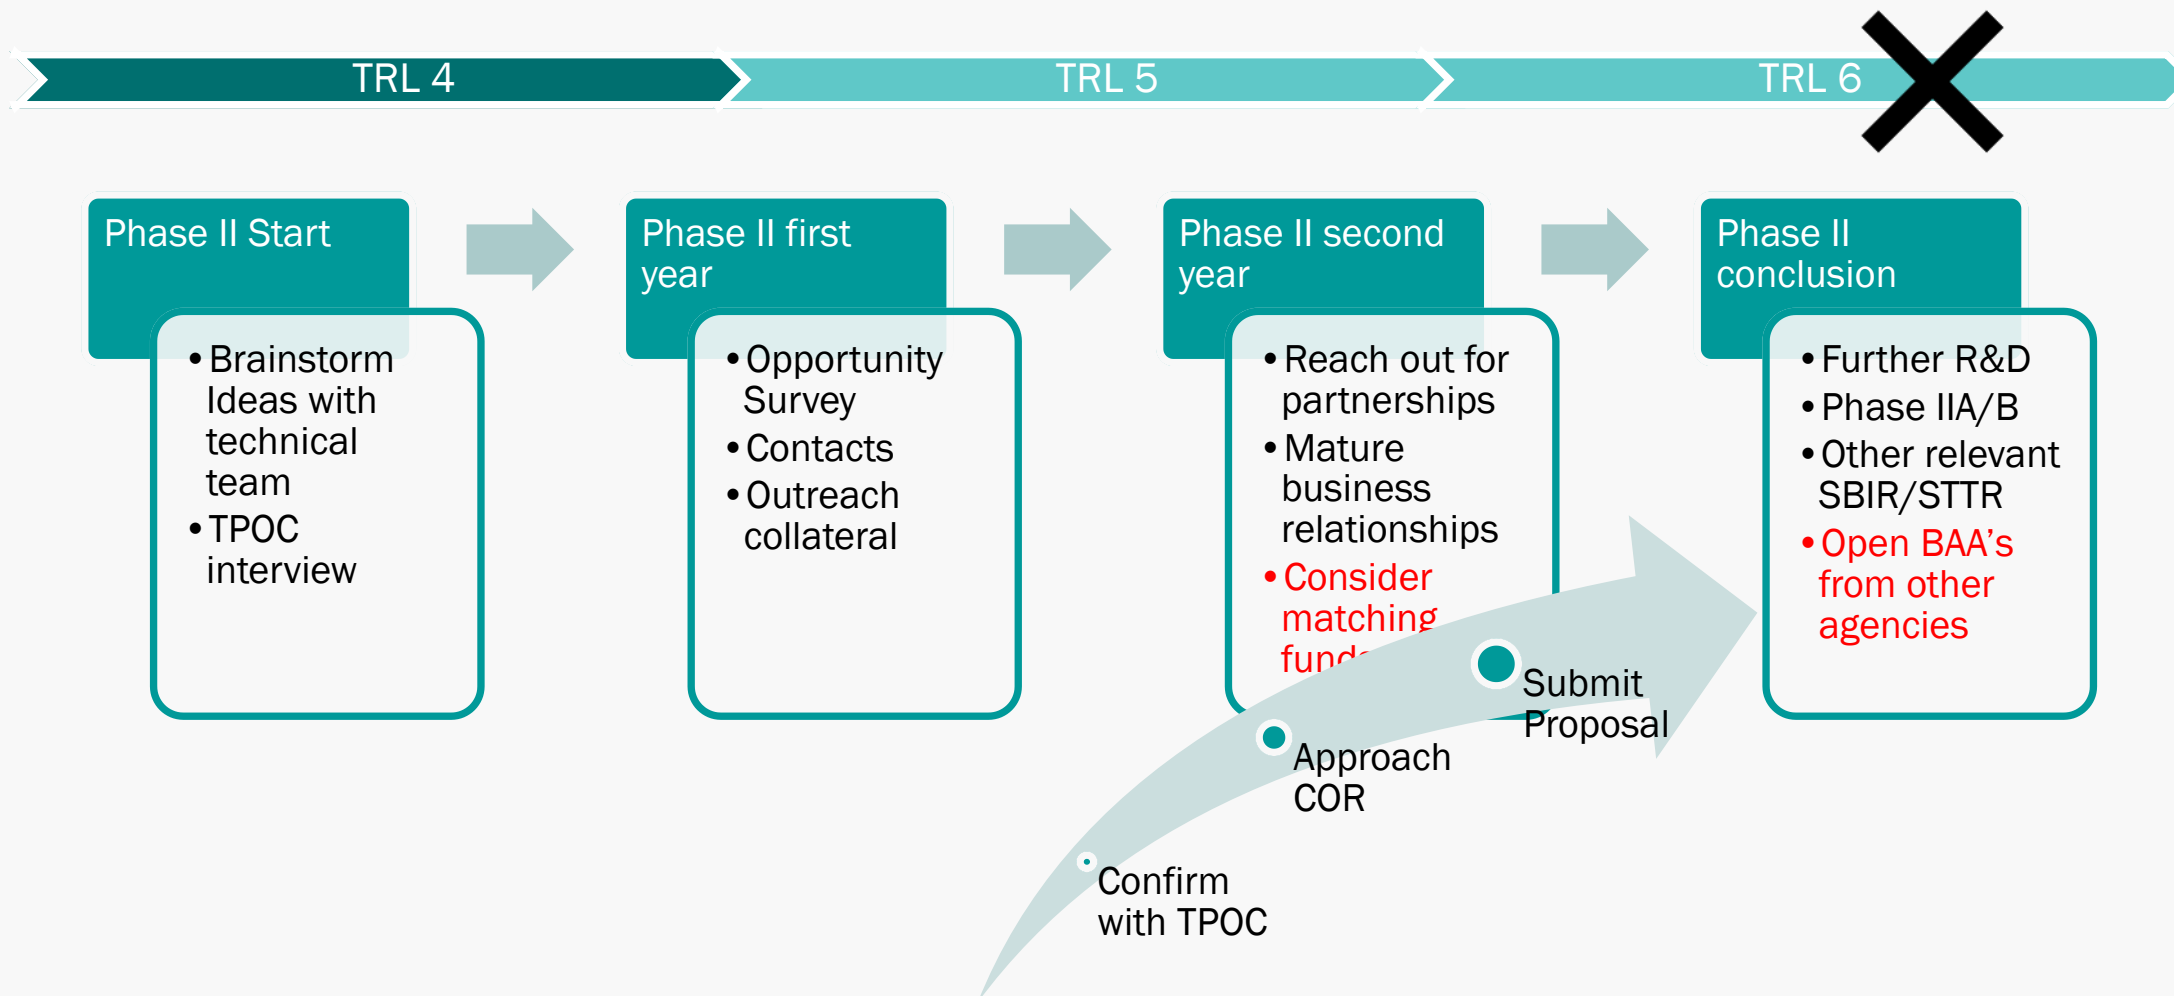 TRL 4
TRL 5
TRL 6
Phase II Start
• Brainstorm
Ideas with
technical
team
• TPOC
interview
Phase II first
year
• Opportunity
Survey
• Contacts
• Outreach
collateral
Phase II second
year
• Reach out for
partnerships
• Mature
business
relationships
• Consider
matching
Phase II
conclusion
• Further R&D
• Phase IIA/B
• Other relevant
SBIR/STTR
• Open BAA’s
from other
agencies
Confirm
with TPOC
Approach
COR
Submit
Proposal